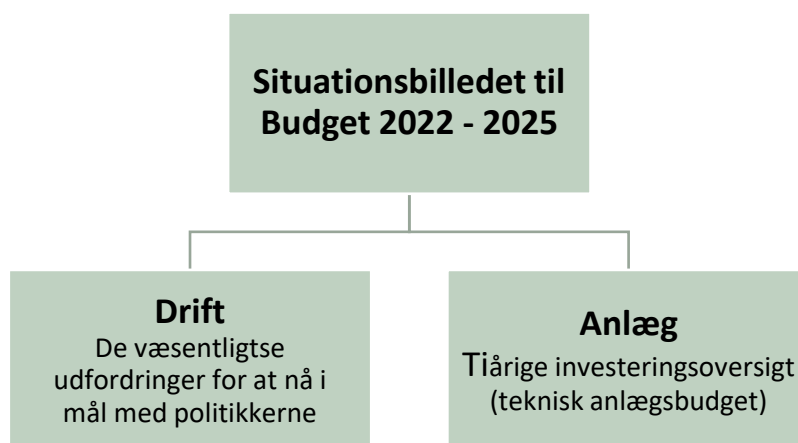 Situationsbilledet til
Budget 2022 - 2025
Drift
De væsentligtse
udfordringer for at nå i
mål med politikkerne
Anlæg
Tiårige investeringsoversigt
(teknisk anlægsbudget)